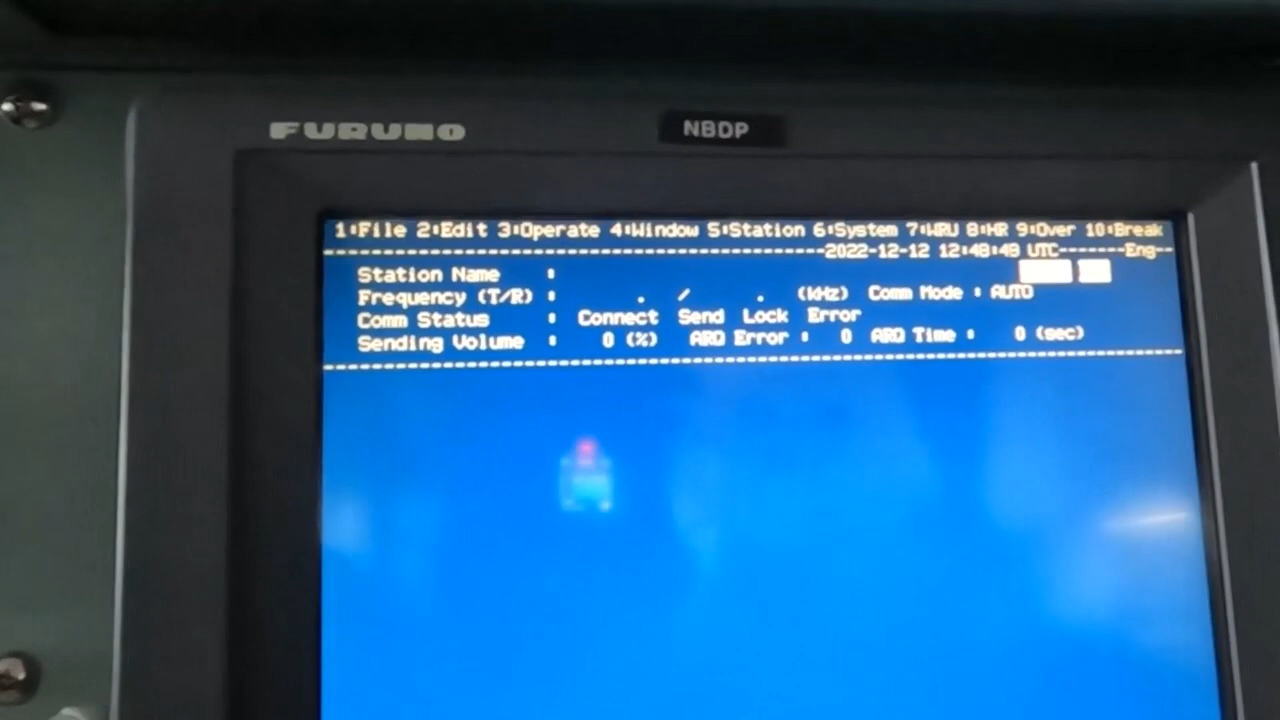 FURUNO
NBDP
1:File 2:Edit 3:Operate 4:Window 5:Station 6:System 7:WRU 8:HR 9:Over 10:Break
2022-12-12 12:48:49 UTC-------Eng--
Station Name :
Frequency (T/R) : . / . (kHz) Comm Mode : AUTO
Comm Status : Connect Send Lock Error
Sending Volume : 0 (%) ARQ Error : 0 ARQ Time : 0 (sec)